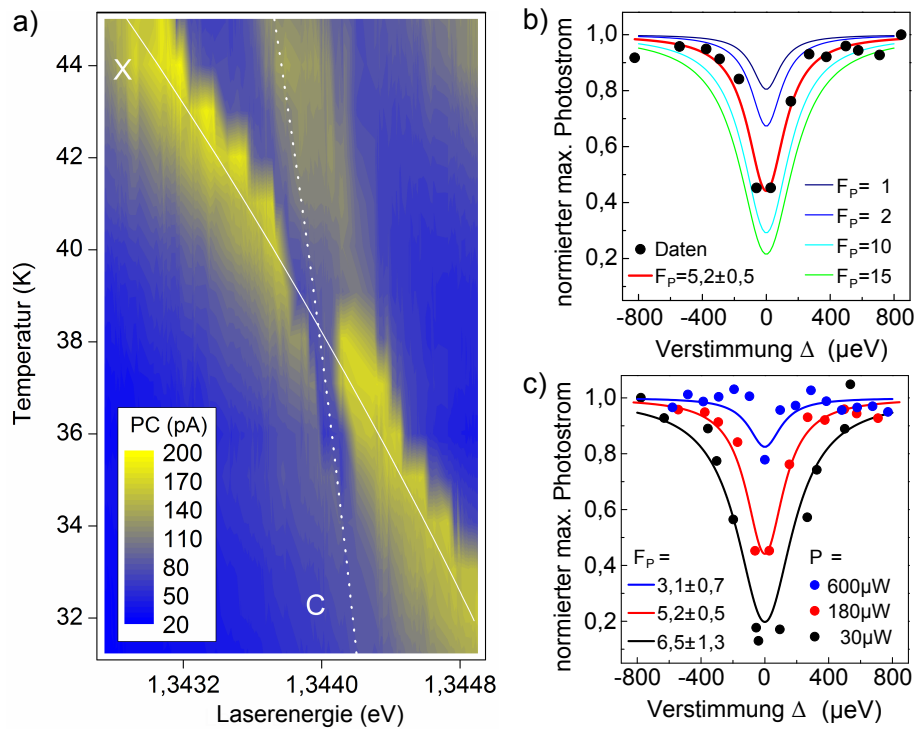 a)
Temperatur (K)
44
42
40
38
36
34
32
X
C
PC (pA)
200
170
140
110
80
50
20
1,3432
1,3440
1,3448
Laserenergie (eV)
b)
normierter max. Photostrom
1,0
0,8
0,6
0,4
0,2
Daten
F_P=5,2±0,5
F_P= 1
F_P= 2
F_P=10
F_P=15
-800 -400 0 400 800
Verstimmung Δ (µeV)
c)
normierter max. Photostrom
1,0
0,8
0,6
0,4
0,2
F_P = P =
3,1±0,7 600µW
5,2±0,5 180µW
6,5±1,3 30µW
-800 -400 0 400 800
Verstimmung Δ (µeV)